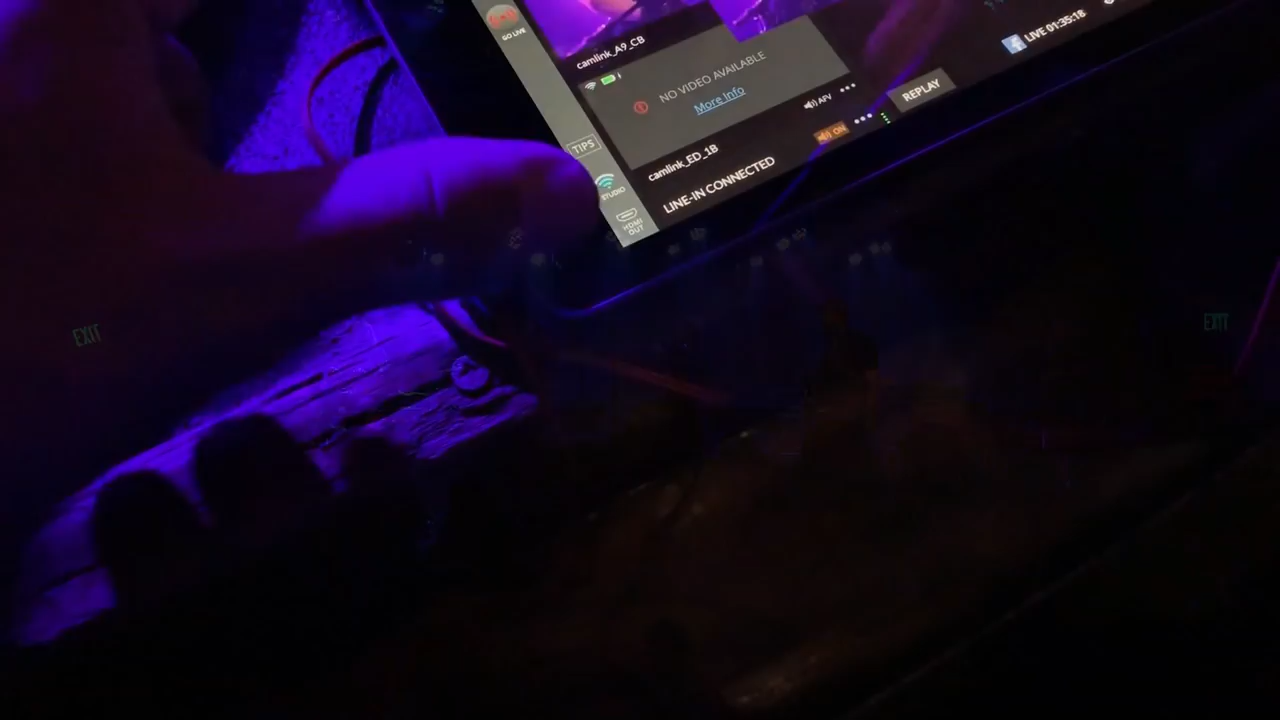 GO LIVE
camlink_A9_CB
NO VIDEO AVAILABLE
More Info
AFV
camlink_ED_1B
ON
LINE-IN CONNECTED
REPLAY
LIVE 01:35:18
TIPS
STUDIO
HDMI
OUT
EXIT
EXIT